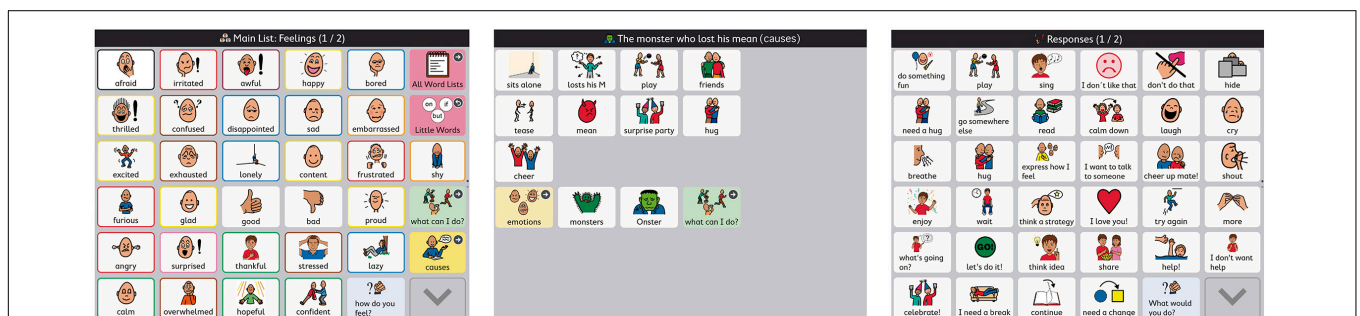 Main List: Feelings (1 / 2)
afraid
irritated
awful
happy
bored
All Word Lists
thrilled
confused
disappointed
sad
embarrassed
on
if
but
Little Words
excited
exhausted
lonely
content
frustrated
shy
furious
glad
good
bad
proud
what can I do?
angry
surprised
thankful
stressed
lazy
causes
calm
overwhelmed
hopeful
confident
how do you
feel?
The monster who lost his mean (causes)
sits alone
losts his M
play
friends
tease
mean
surprise party
hug
cheer
emotions
monsters
Onster
what can I do?
Responses (1 / 2)
do something
fun
play
sing
I don't like that
don't do that
hide
need a hug
go somewhere
else
read
calm down
laugh
cry
breathe
hug
express how I
feel
I want to talk
to someone
cheer up mate!
shout
enjoy
wait
think a strategy
I love you!
try again
more
what's going
on?
GO!
let's do it!
think idea
share
help!
I don't want
help
celebrate!
I need a break
continue
need a change
What would
you do?